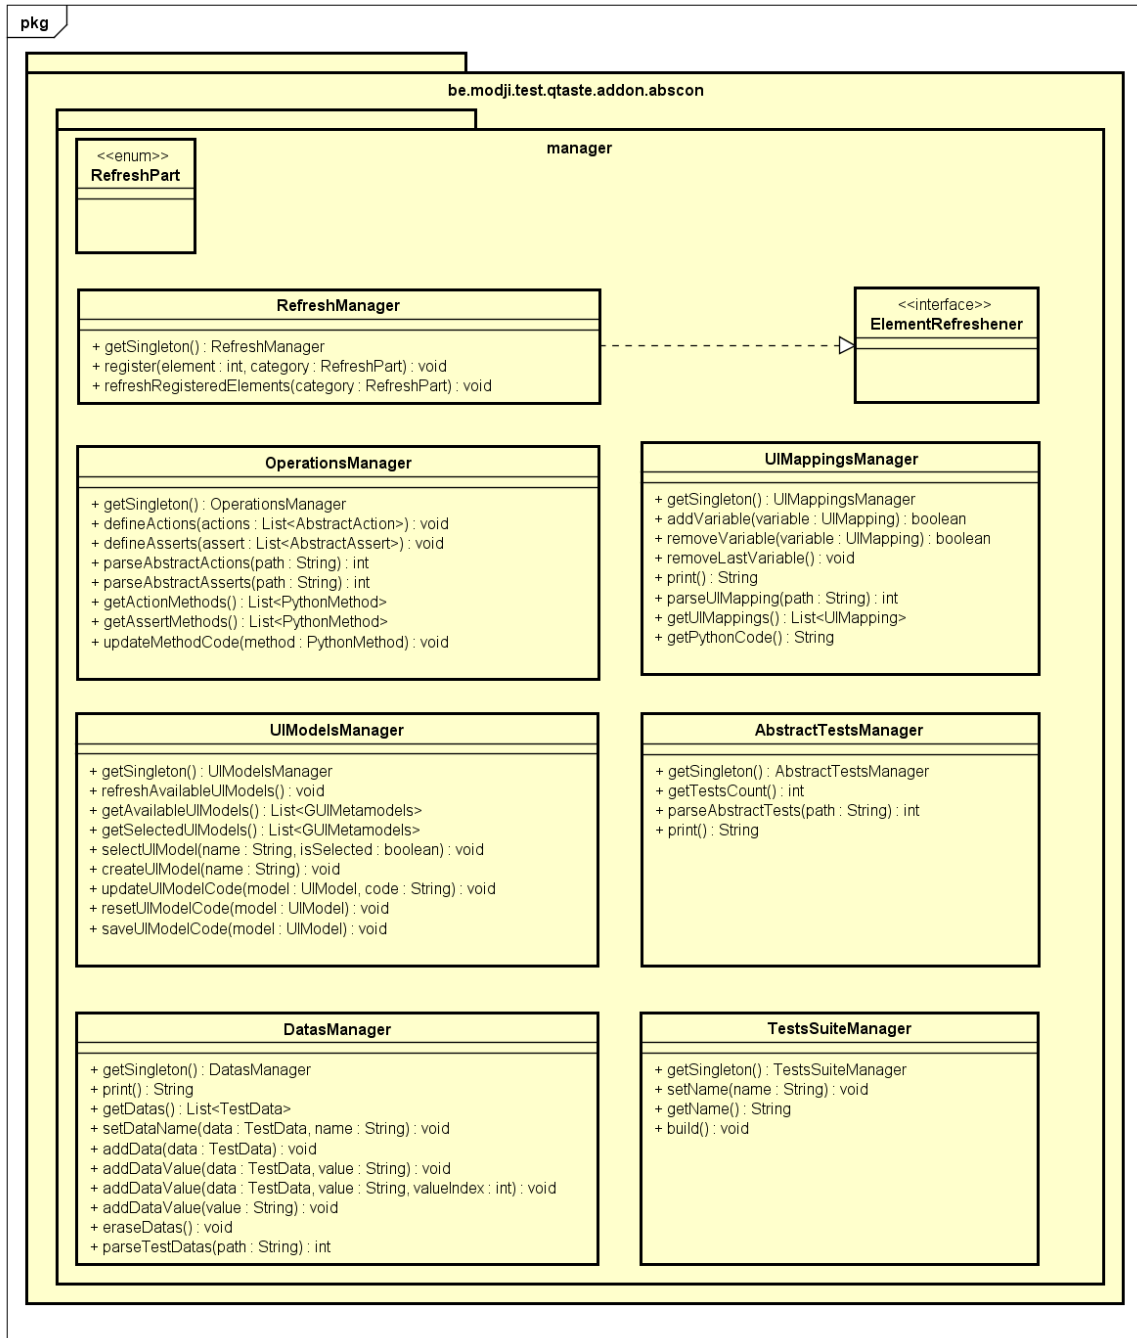 pkg
be.modji.test.qtaste.addon.abscon
manager
<<enum>>
RefreshPart
RefreshManager
+ getSingleton() : RefreshManager
+ register(element : int, category : RefreshPart) : void
+ refreshRegisteredElements(category : RefreshPart) : void
<<interface>>
ElementRefreshener
OperationsManager
+ getSingleton() : OperationsManager
+ defineActions(actions : List<AbstractAction>) : void
+ defineAsserts(assert : List<AbstractAssert>) : void
+ parseAbstractActions(path : String) : int
+ parseAbstractAsserts(path : String) : int
+ getActionMethods() : List<PythonMethod>
+ getAssertMethods() : List<PythonMethod>
+ updateMethodCode(method : PythonMethod) : void
UIMappingsManager
+ getSingleton() : UIMappingsManager
+ addVariable(variable : UIMapping) : boolean
+ removeVariable(variable : UIMapping) : boolean
+ removeLastVariable() : void
+ print() : String
+ parseUIMapping(path : String) : int
+ getUIMappings() : List<UIMapping>
+ getPythonCode() : String
UIModelsManager
+ getSingleton() : UIModelsManager
+ refreshAvailableUIModels() : void
+ getAvailableUIModels() : List<GUIMetamodels>
+ getSelectedUIModels() : List<GUIMetamodels>
+ selectUIModel(name : String, isSelected : boolean) : void
+ createUIModel(name : String) : void
+ updateUIModelCode(model : UIModel, code : String) : void
+ resetUIModelCode(model : UIModel) : void
+ saveUIModelCode(model : UIModel) : void
AbstractTestsManager
+ getSingleton() : AbstractTestsManager
+ getTestsCount() : int
+ parseAbstractTests(path : String) : int
+ print() : String
DatasManager
+ getSingleton() : DatasManager
+ print() : String
+ getDatas() : List<TestData>
+ setDataName(data : TestData, name : String) : void
+ addData(data : TestData) : void
+ addDataValue(data : TestData, value : String) : void
+ addDataValue(data : TestData, value : String, valueIndex : int) : void
+ addDataValue(value : String) : void
+ eraseDatas() : void
+ parseTestDatas(path : String) : int
TestsSuiteManager
+ getSingleton() : TestsSuiteManager
+ setName(name : String) : void
+ getName() : String
+ build() : void